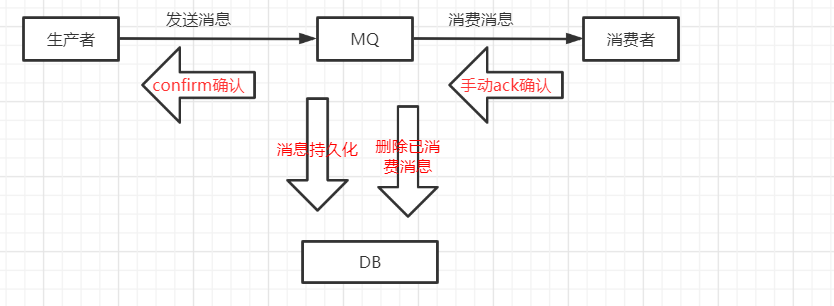 发送消息
消费消息
生产者
MQ
消费者
confirm确认
手动ack确认
消息持久化
删除已消
费消息
DB